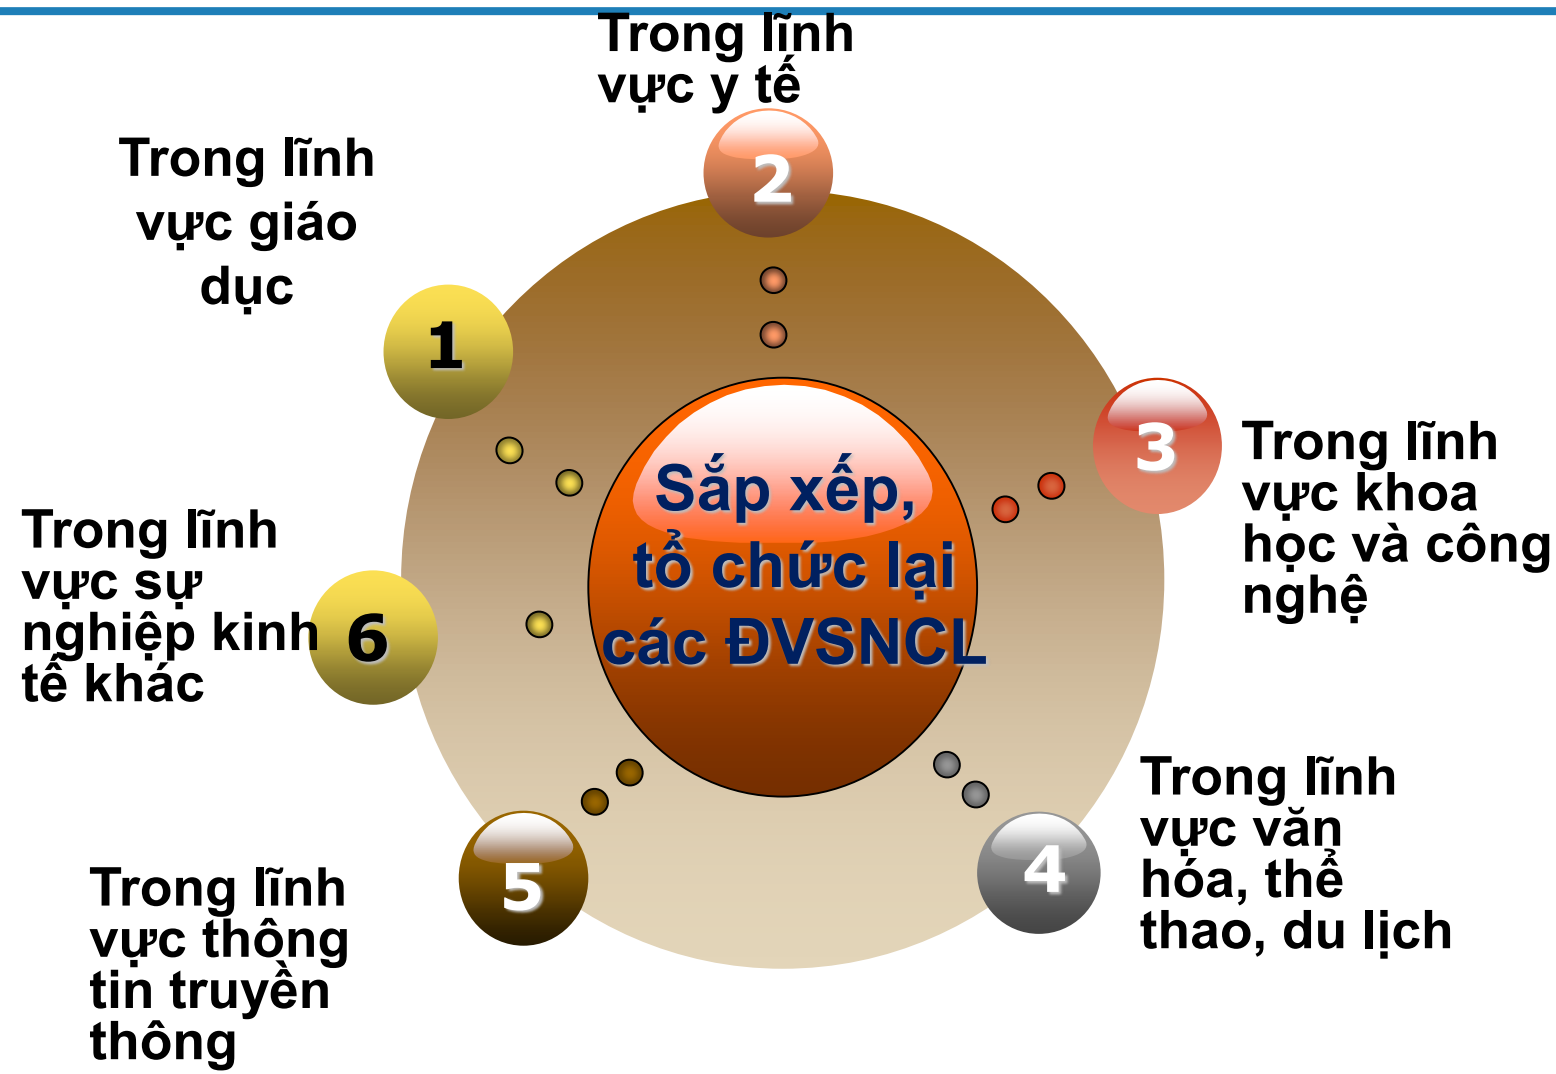 Trong lĩnh
vực y tế
2
Trong lĩnh
vực giáo
dục
1
3
Trong lĩnh
vực khoa
học và công
nghệ
Sắp xếp,
tổ chức lại
các ĐVSNCL
Trong lĩnh
vực sự
nghiệp kinh
tế khác
6
4
Trong lĩnh
vực văn
hóa, thể
thao, du lịch
5
Trong lĩnh
vực thông
tin truyền
thông